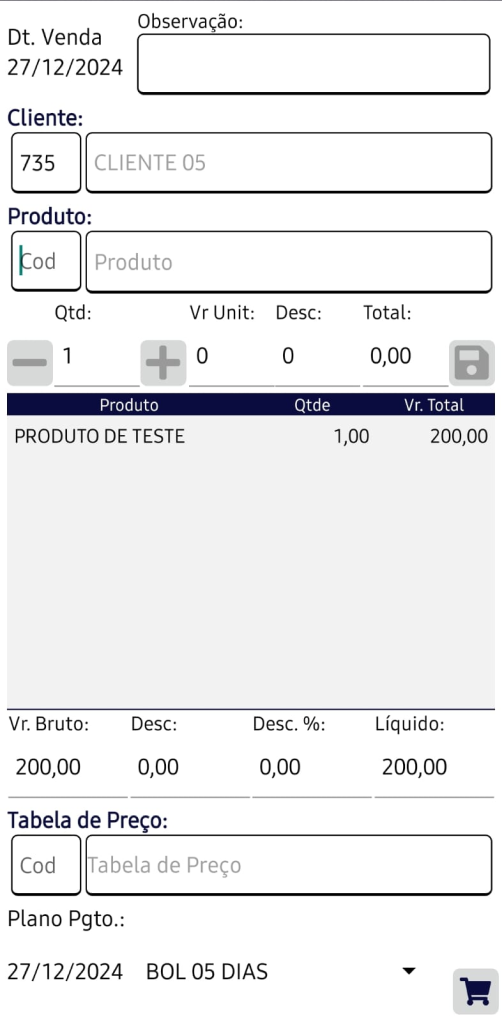 Dt. Venda
27/12/2024
Observação:
Cliente:
735 CLIENTE 05
Produto:
Cod Produto
Qtd: Vr Unit: Desc: Total:
1 0 0 0,00
Produto Qtde Vr. Total
PRODUTO DE TESTE 1,00 200,00
Vr. Bruto: Desc: Desc. %: Líquido:
200,00 0,00 0,00 200,00
Tabela de Preço:
Cod Tabela de Preço
Plano Pgto.:
27/12/2024 BOL 05 DIAS